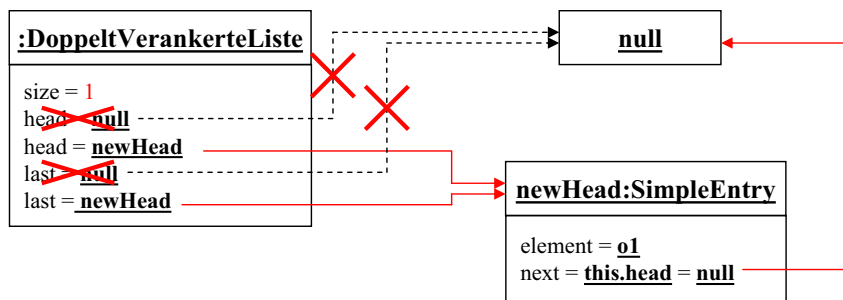 :DoppeltVerankerteListe
null
size = 1
head = null
head = newHead
last = null
last = newHead
newHead:SimpleEntry
element = o1
next = this.head = null